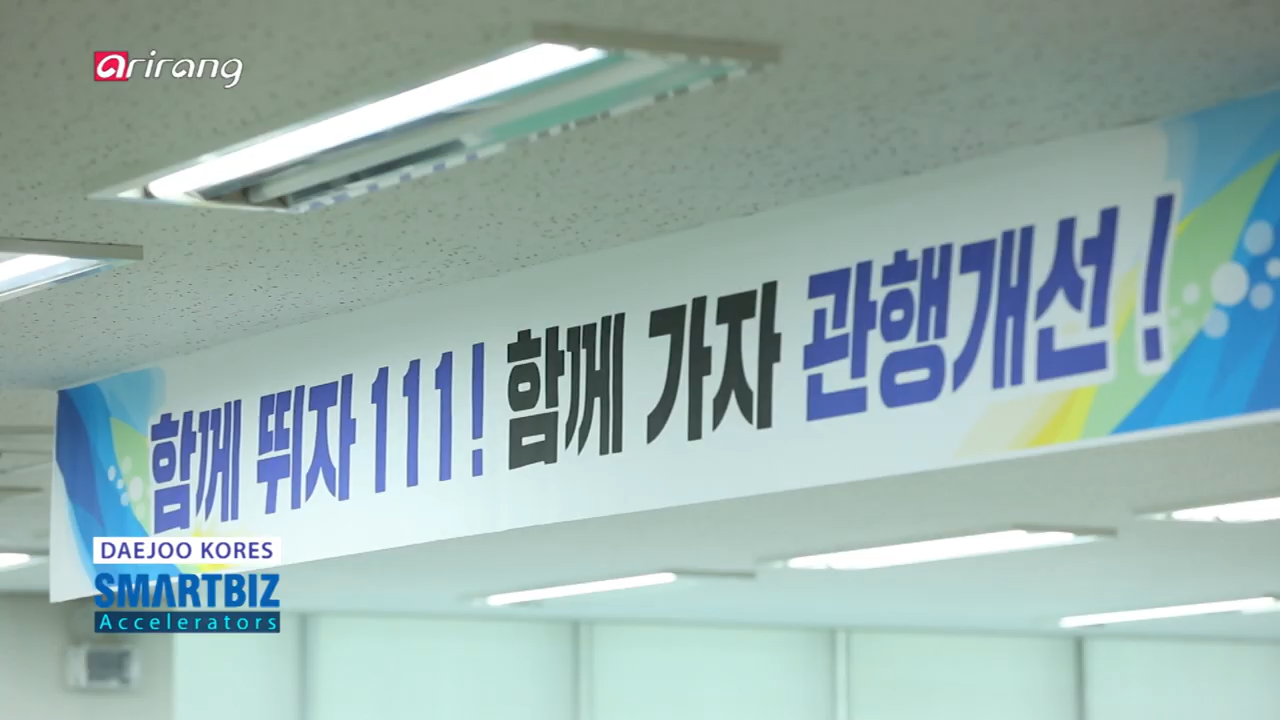 arirang
함께 뛰자 111! 함께 가자 관행개선!
DAEJOO KORES
SMARTBIZ
Accelerators